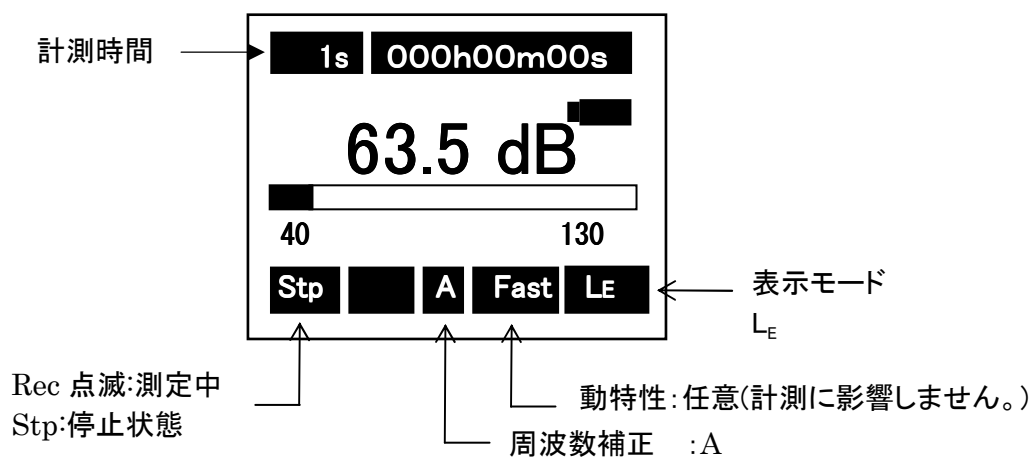 計測時間
1s 000h00m00s
63.5 dB
40 130
Stp A Fast LE
表示モード
LE
Rec 点滅:測定中
Stp:停止状態
動特性:任意(計測に影響しません。)
周波数補正 :A